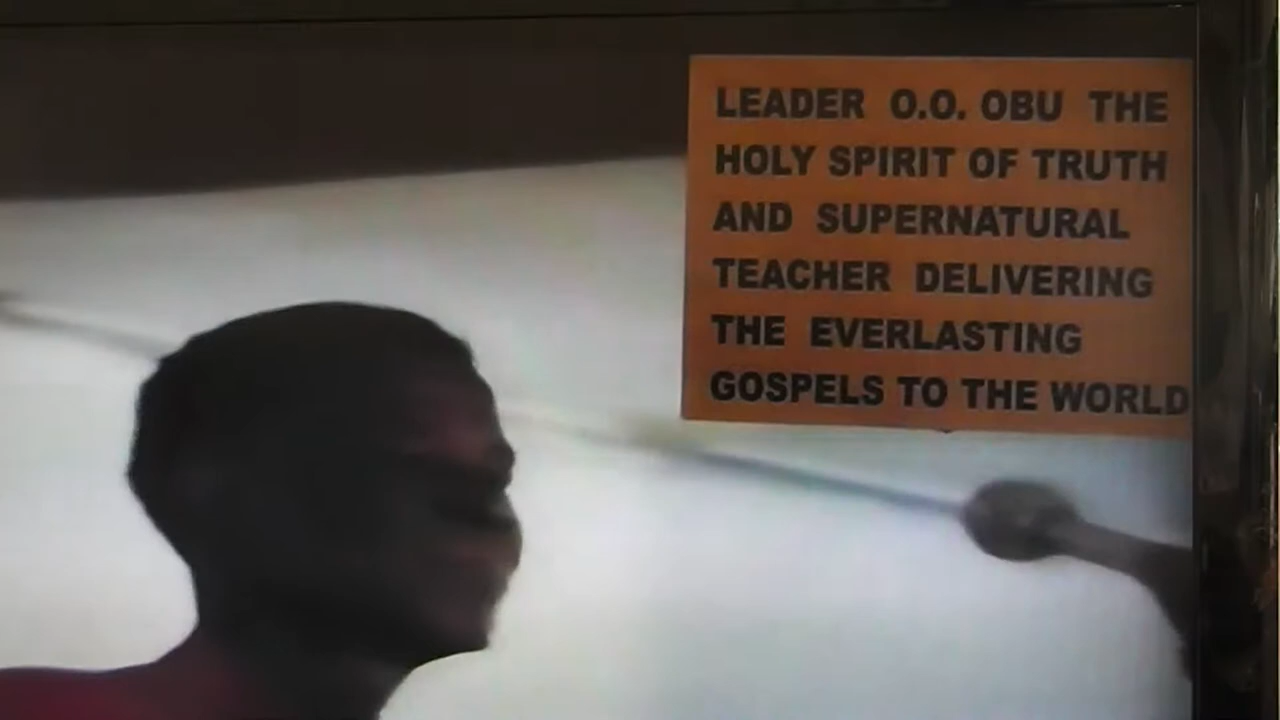 LEADER O.O. OBU THE
HOLY SPIRIT OF TRUTH
AND SUPERNATURAL
TEACHER DELIVERING
THE EVERLASTING
GOSPELS TO THE WORLD